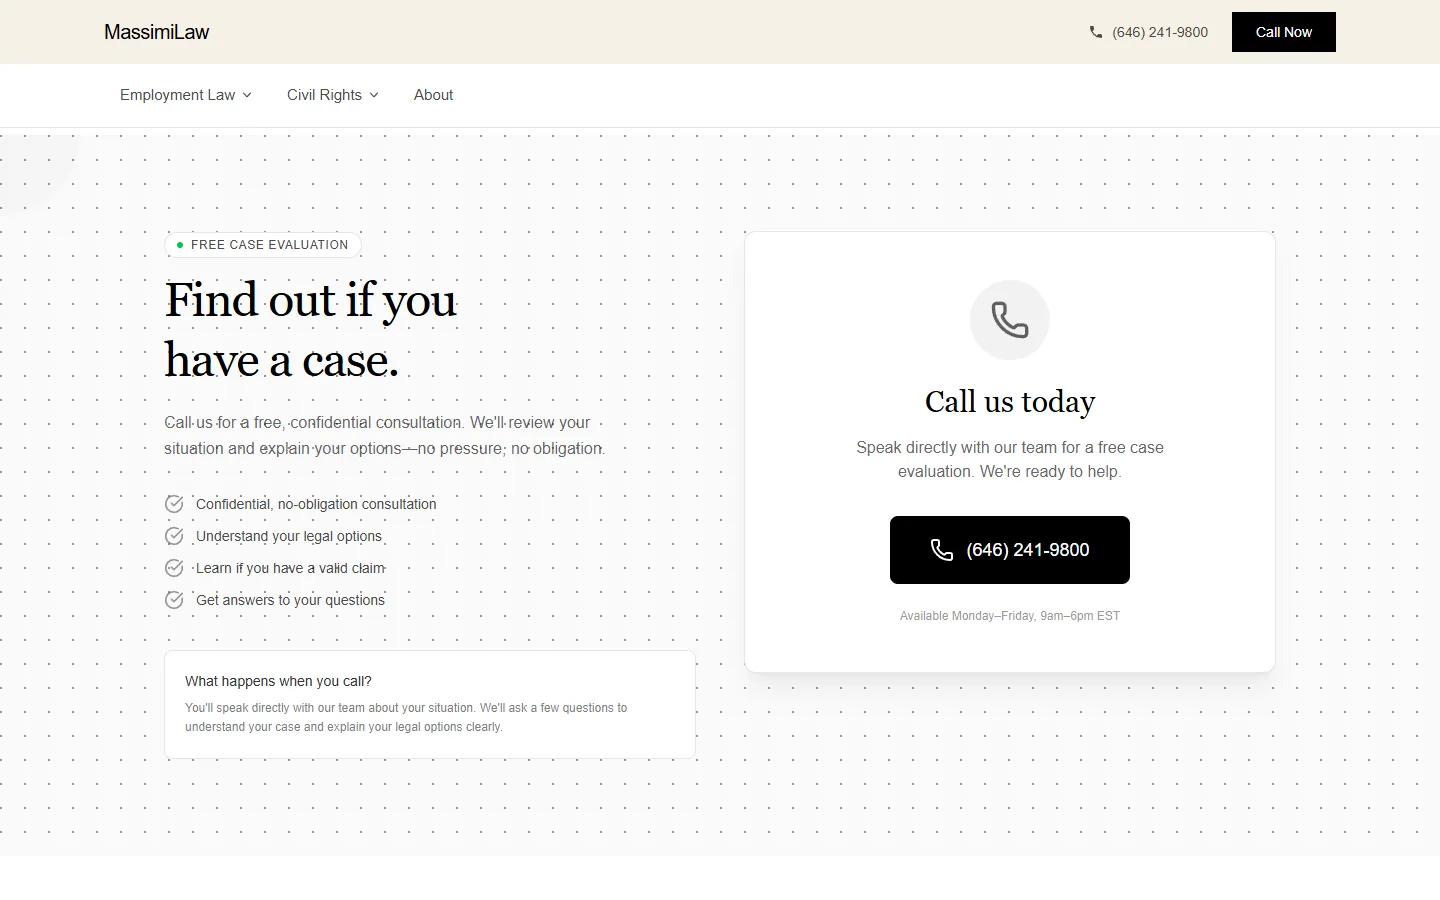 MassimiLaw
(646) 241-9800
Call Now
Employment Law
Civil Rights
About
FREE CASE EVALUATION
Find out if you
have a case.
Call us for a free, confidential consultation. We'll review your
situation and explain your options—no pressure, no obligation.
Confidential, no-obligation consultation
Understand your legal options
Learn if you have a valid claim
Get answers to your questions
What happens when you call?
You'll speak directly with our team about your situation. We'll ask a few questions to
understand your case and explain your legal options clearly.
Call us today
Speak directly with our team for a free case
evaluation. We're ready to help.
(646) 241-9800
Available Monday–Friday, 9am–6pm EST